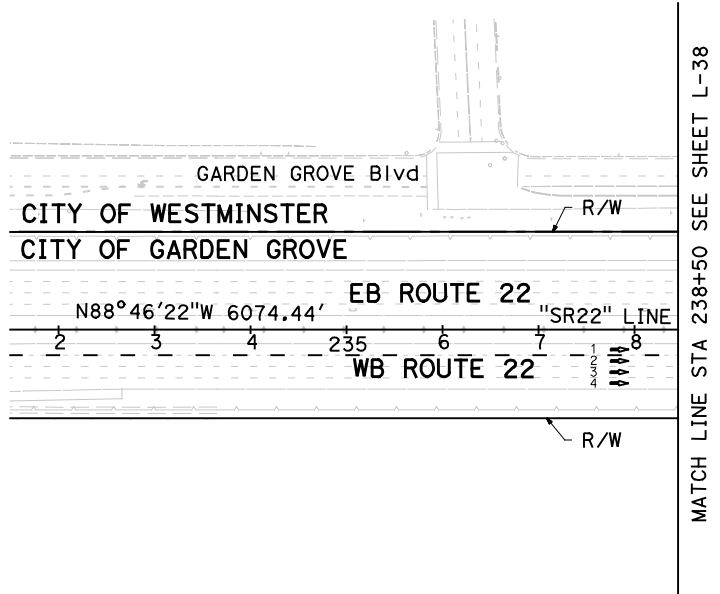 GARDEN GROVE Blvd
CITY OF WESTMINSTER
R/W
CITY OF GARDEN GROVE
EB ROUTE 22
N88°46'22"W 6074.44'
"SR22" LINE
2 3 4 235 6 7 8
WB ROUTE 22
1
2
3
4
R/W
MATCH LINE STA 238+50 SEE SHEET L-38